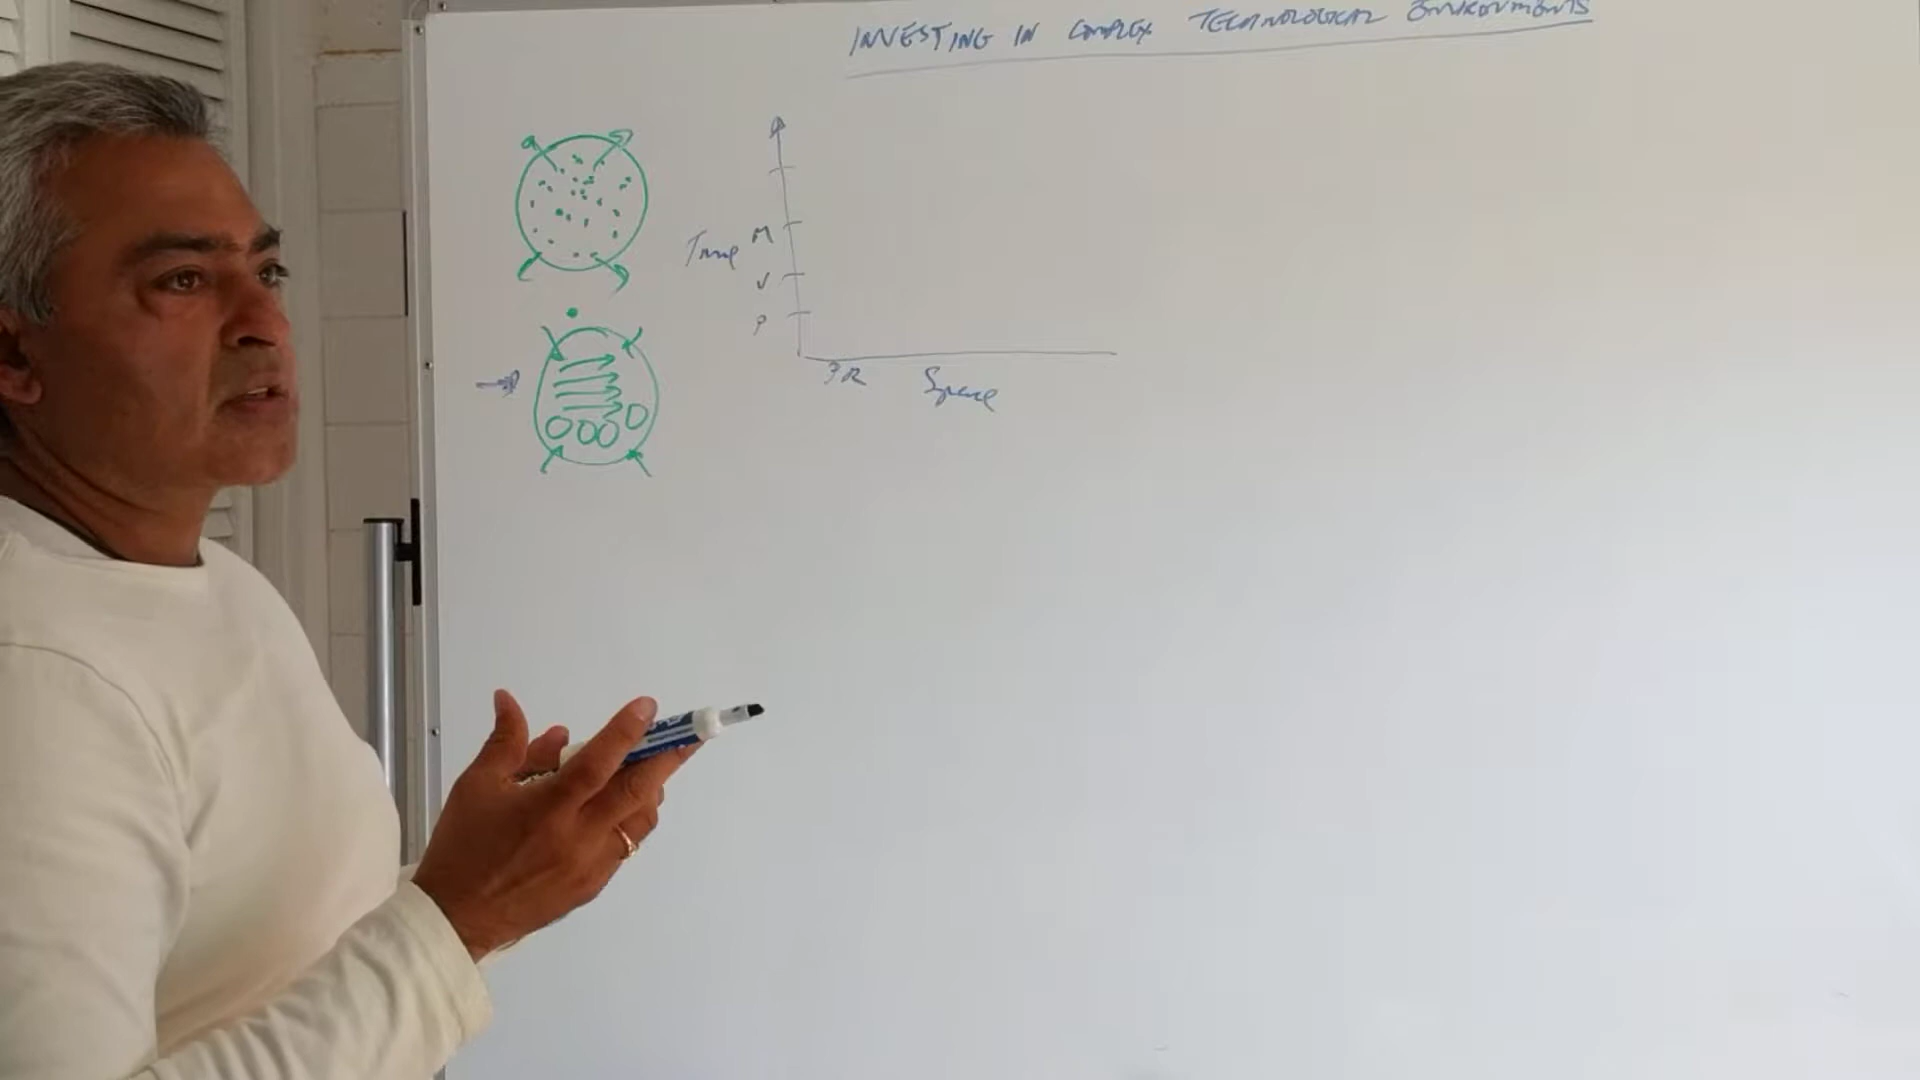 INVESTING IN COMPLEX TECHNOLOGICAL ENVIRONMENTS
Time
M
V
P
Space